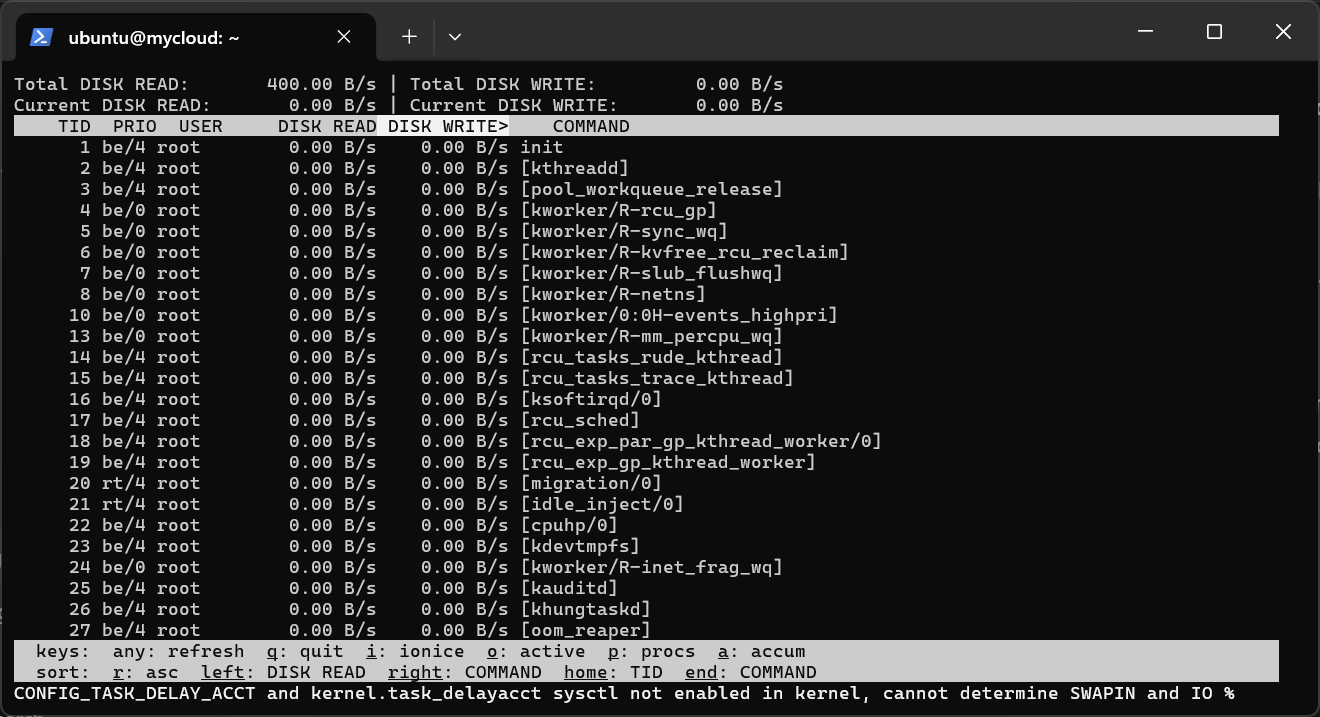 ubuntu@mycloud: ~
Total DISK READ: 400.00 B/s | Total DISK WRITE: 0.00 B/s
Current DISK READ: 0.00 B/s | Current DISK WRITE: 0.00 B/s
TID PRIO USER DISK READ DISK WRITE> COMMAND
1 be/4 root 0.00 B/s 0.00 B/s init
2 be/4 root 0.00 B/s 0.00 B/s [kthreadd]
3 be/4 root 0.00 B/s 0.00 B/s [pool_workqueue_release]
4 be/0 root 0.00 B/s 0.00 B/s [kworker/R-rcu_gp]
5 be/0 root 0.00 B/s 0.00 B/s [kworker/R-sync_wq]
6 be/0 root 0.00 B/s 0.00 B/s [kworker/R-kvfree_rcu_reclaim]
7 be/0 root 0.00 B/s 0.00 B/s [kworker/R-slub_flushwq]
8 be/0 root 0.00 B/s 0.00 B/s [kworker/R-netns]
10 be/0 root 0.00 B/s 0.00 B/s [kworker/0:0H-events_highpri]
13 be/0 root 0.00 B/s 0.00 B/s [kworker/R-mm_percpu_wq]
14 be/4 root 0.00 B/s 0.00 B/s [rcu_tasks_rude_kthread]
15 be/4 root 0.00 B/s 0.00 B/s [rcu_tasks_trace_kthread]
16 be/4 root 0.00 B/s 0.00 B/s [ksoftirqd/0]
17 be/4 root 0.00 B/s 0.00 B/s [rcu_sched]
18 be/4 root 0.00 B/s 0.00 B/s [rcu_exp_par_gp_kthread_worker/0]
19 be/4 root 0.00 B/s 0.00 B/s [rcu_exp_gp_kthread_worker]
20 rt/4 root 0.00 B/s 0.00 B/s [migration/0]
21 rt/4 root 0.00 B/s 0.00 B/s [idle_inject/0]
22 be/4 root 0.00 B/s 0.00 B/s [cpuhp/0]
23 be/4 root 0.00 B/s 0.00 B/s [kdevtmpfs]
24 be/0 root 0.00 B/s 0.00 B/s [kworker/R-inet_frag_wq]
25 be/4 root 0.00 B/s 0.00 B/s [kauditd]
26 be/4 root 0.00 B/s 0.00 B/s [khungtaskd]
27 be/4 root 0.00 B/s 0.00 B/s [oom_reaper]
keys: any: refresh q: quit i: ionice o: active p: procs a: accum
sort: r: asc left: DISK READ right: COMMAND home: TID end: COMMAND
CONFIG_TASK_DELAY_ACCT and kernel.task_delayacct sysctl not enabled in kernel, cannot determine SWAPIN and IO %